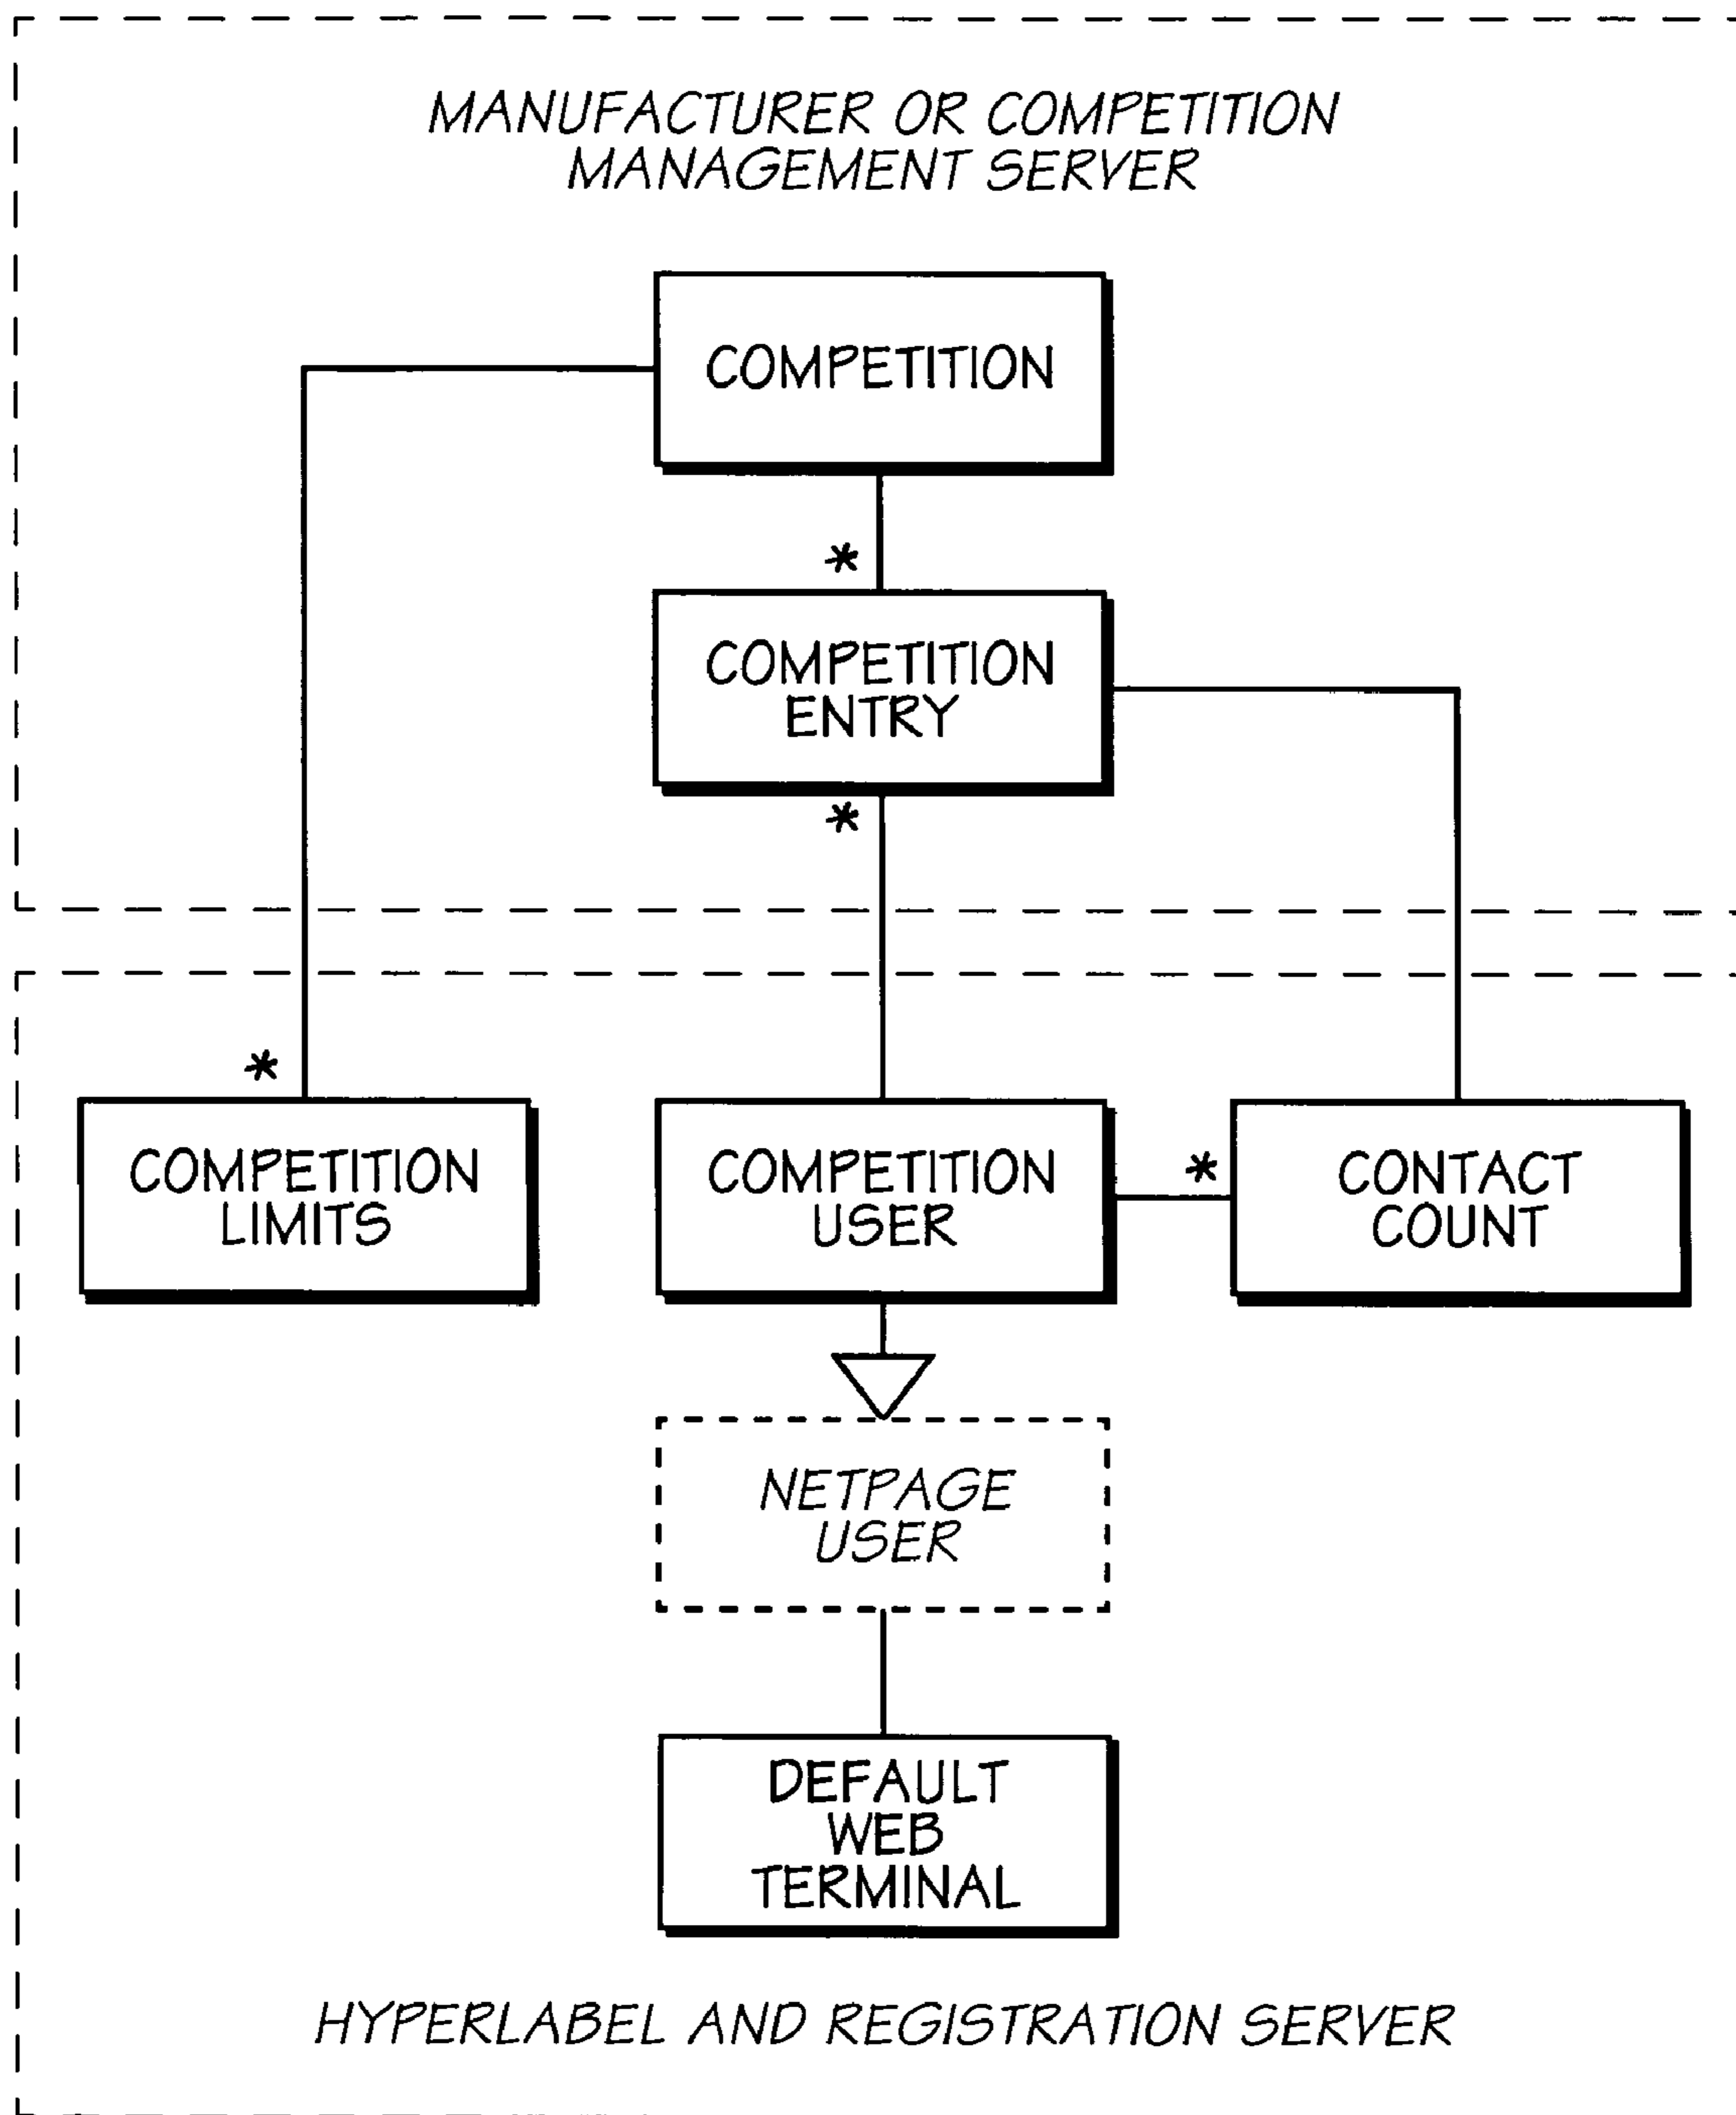 MANUFACTURER OR COMPETITION
MANAGEMENT SERVER
COMPETITION
*
COMPETITION
ENTRY
*
*
COMPETITION
LIMITS
COMPETITION
USER
*
CONTACT
COUNT
NETPAGE
USER
DEFAULT
WEB
TERMINAL
HYPERLABEL AND REGISTRATION SERVER